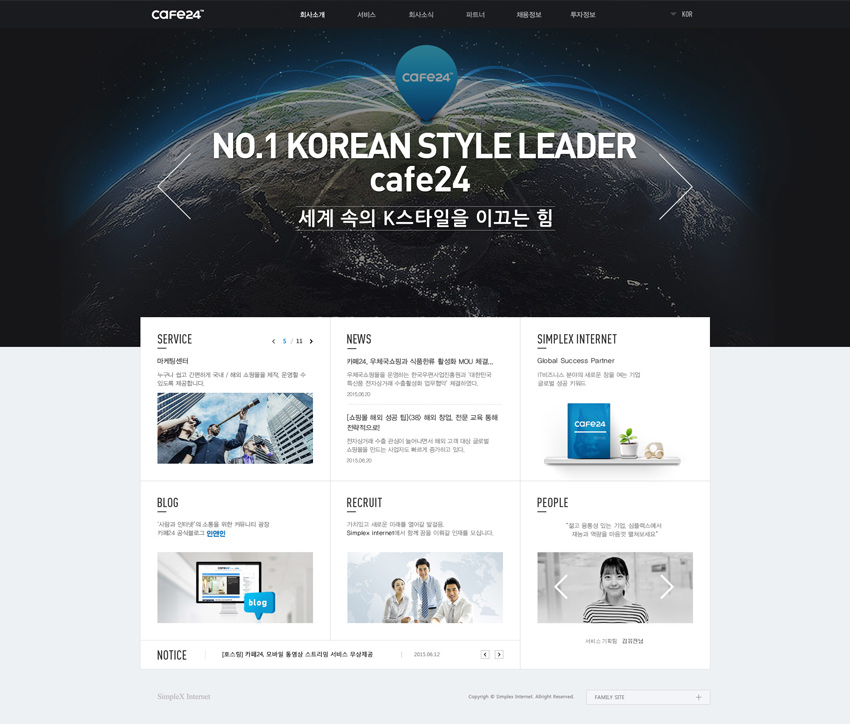 cafe24™
회사소개 서비스 회사소식 파트너 채용정보 투자정보 KOR
cafe24™
NO.1 KOREAN STYLE LEADER
cafe24
세계 속의 K스타일을 이끄는 힘
SERVICE 5 / 11
마케팅센터
누구나 쉽고 간편하게 국내 / 해외 쇼핑몰을 제작, 운영할 수
있도록 제공합니다.
NEWS
카페24, 우체국쇼핑과 식품한류 활성화 MOU 체결...
우체국쇼핑몰을 운영하는 한국우편사업진흥원과 '대한민국
특산품 전자상거래 수출활성화 업무협약' 체결하였다.
2015.06.20
[쇼핑몰 해외 성공 팁](38) 해외 창업, 전문 교육 통해
전략적으로!
전자상거래 수출 관심이 높아나면서 해외 고객 대상 글로벌
쇼핑몰을 만드는 사업자도 빠르게 증가하고 있다.
2015.06.20
SIMPLEX INTERNET
Global Success Partner
IT비즈니스 분야의 새로운 장을 여는 기업
글로벌 성공 키워드
cafe24
BLOG
'사람과 인터넷'의 소통을 위한 커뮤니티 광장
카페24 공식블로그
blog
RECRUIT
가치있고 새로운 미래를 열어갈 발걸음.
Simplex internet에서 함께 꿈을 이뤄갈 인재를 모십니다.
PEOPLE
"젊고 융통성 있는 기업, 심플렉스에서
재능과 역량을 마음껏 펼쳐보세요"
서비스 기획팀
NOTICE [호스팅] 카페24, 모바일 동영상 스트리밍 서비스 무상제공 2015.06.12
SimpleX Internet
Copyrigh © Simplex Internet. Allright Reserved.
FAMILY SITE